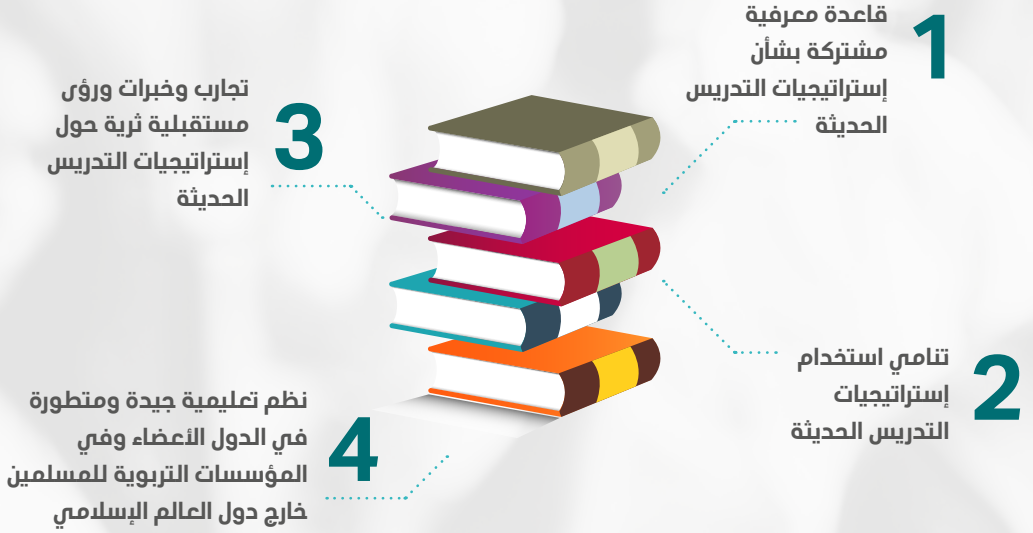 1
قاعدة معرفية
مشتركة بشأن
إستراتيجيات التدريس
الحديثة
2
تنامي استخدام
إستراتيجيات
التدريس الحديثة
3
تجارب وخبرات ورؤى
مستقبلية ثرية حول
إستراتيجيات التدريس
الحديثة
4
نظم تعليمية جيدة ومتطورة
في الدول الأعضاء وفي
المؤسسات التربوية للمسلمين
خارج دول العالم الإسلامي